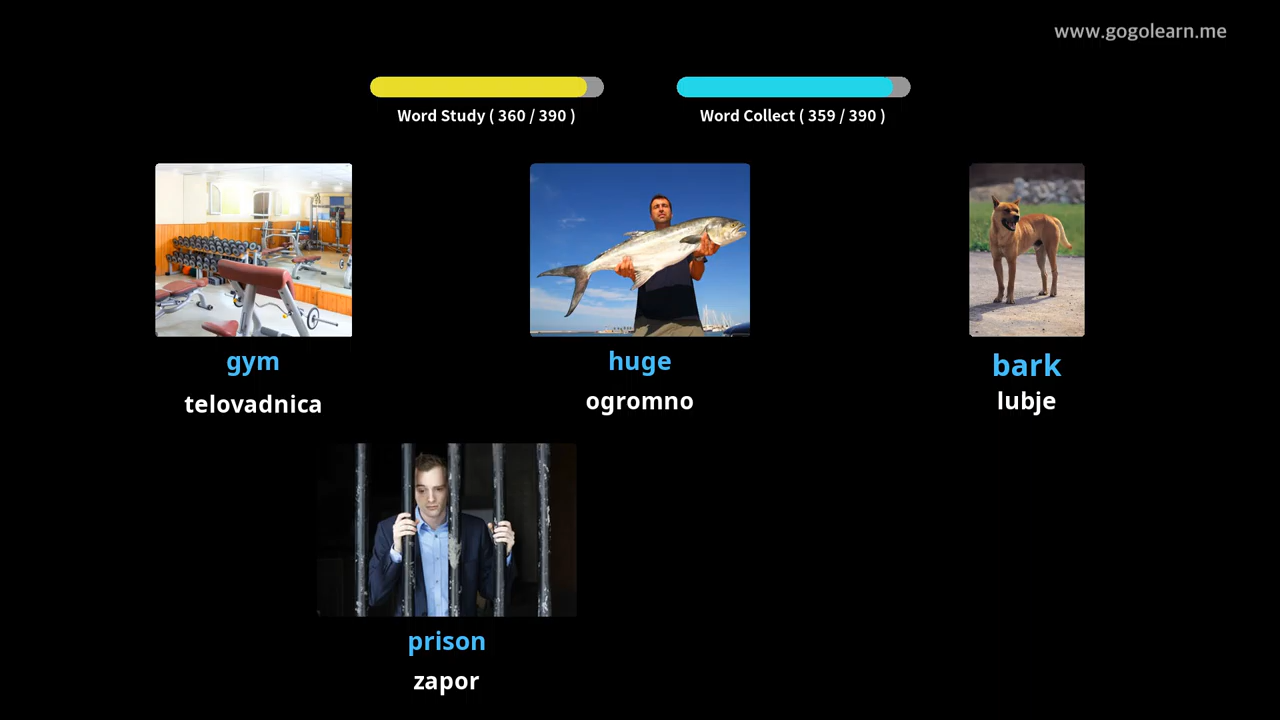 www.gogolearn.me
Word Study ( 360 / 390 )
Word Collect ( 359 / 390 )
gym
huge
bark
telovadnica
ogromno
lubje
prison
zapor